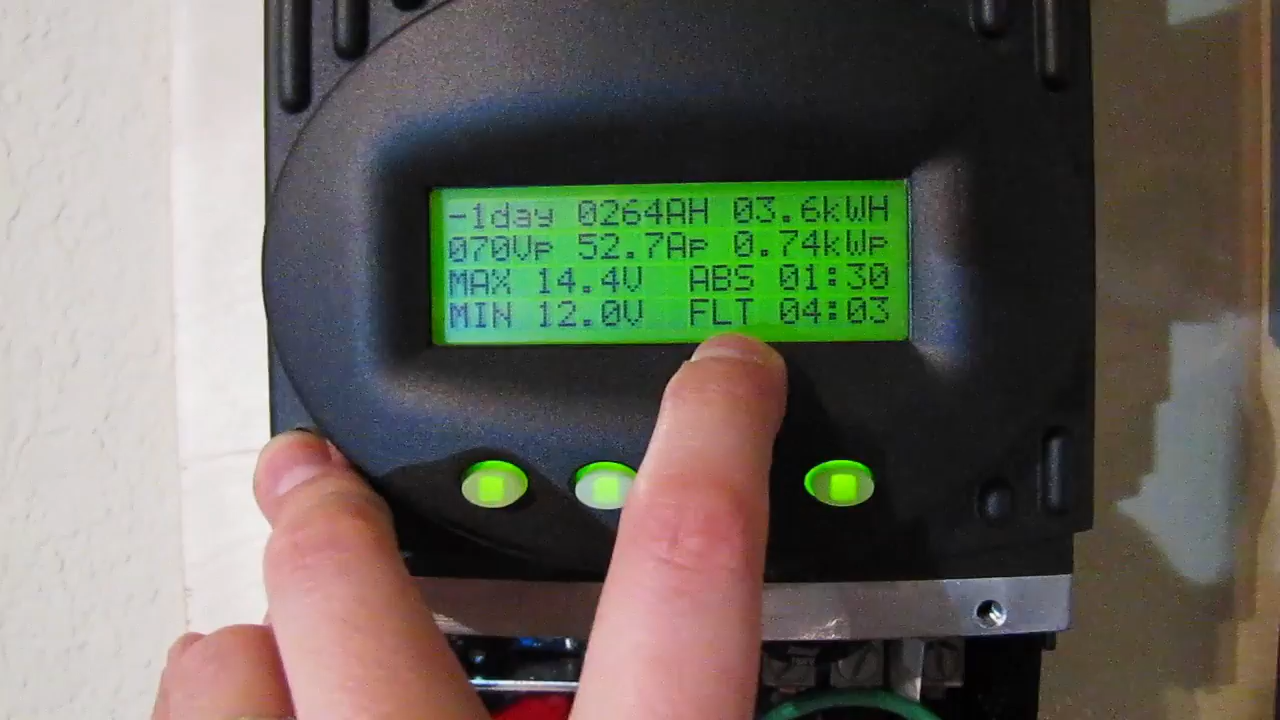 -1day 0264AH 03.6kWH
070Vp 52.7Ap 0.74kWp
MAX 14.4V ABS 01:30
MIN 12.0V FLT 04:03